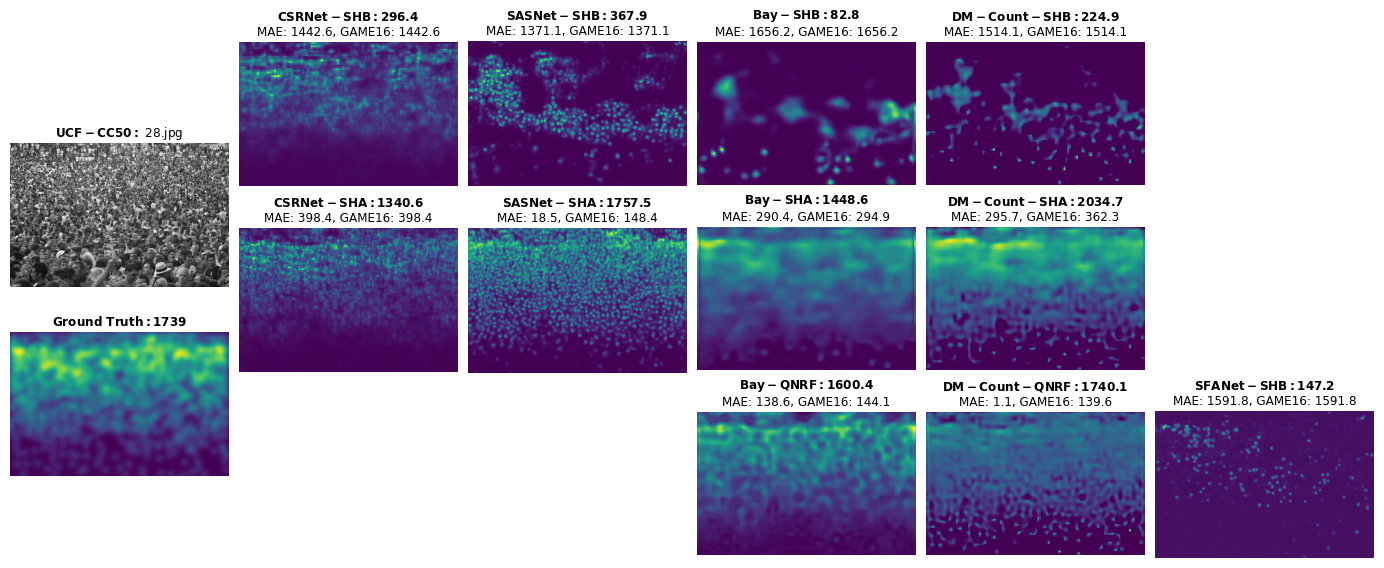 CSRNet − SHB : 296.4
MAE: 1442.6, GAME16: 1442.6
SASNet − SHB : 367.9
MAE: 1371.1, GAME16: 1371.1
Bay − SHB : 82.8
MAE: 1656.2, GAME16: 1656.2
DM − Count − SHB : 224.9
MAE: 1514.1, GAME16: 1514.1
UCF − CC50 : 28.jpg
CSRNet − SHA : 1340.6
MAE: 398.4, GAME16: 398.4
SASNet − SHA : 1757.5
MAE: 18.5, GAME16: 148.4
Bay − SHA : 1448.6
MAE: 290.4, GAME16: 294.9
DM − Count − SHA : 2034.7
MAE: 295.7, GAME16: 362.3
Ground Truth : 1739
Bay − QNRF : 1600.4
MAE: 138.6, GAME16: 144.1
DM − Count − QNRF : 1740.1
MAE: 1.1, GAME16: 139.6
SFANet − SHB : 147.2
MAE: 1591.8, GAME16: 1591.8